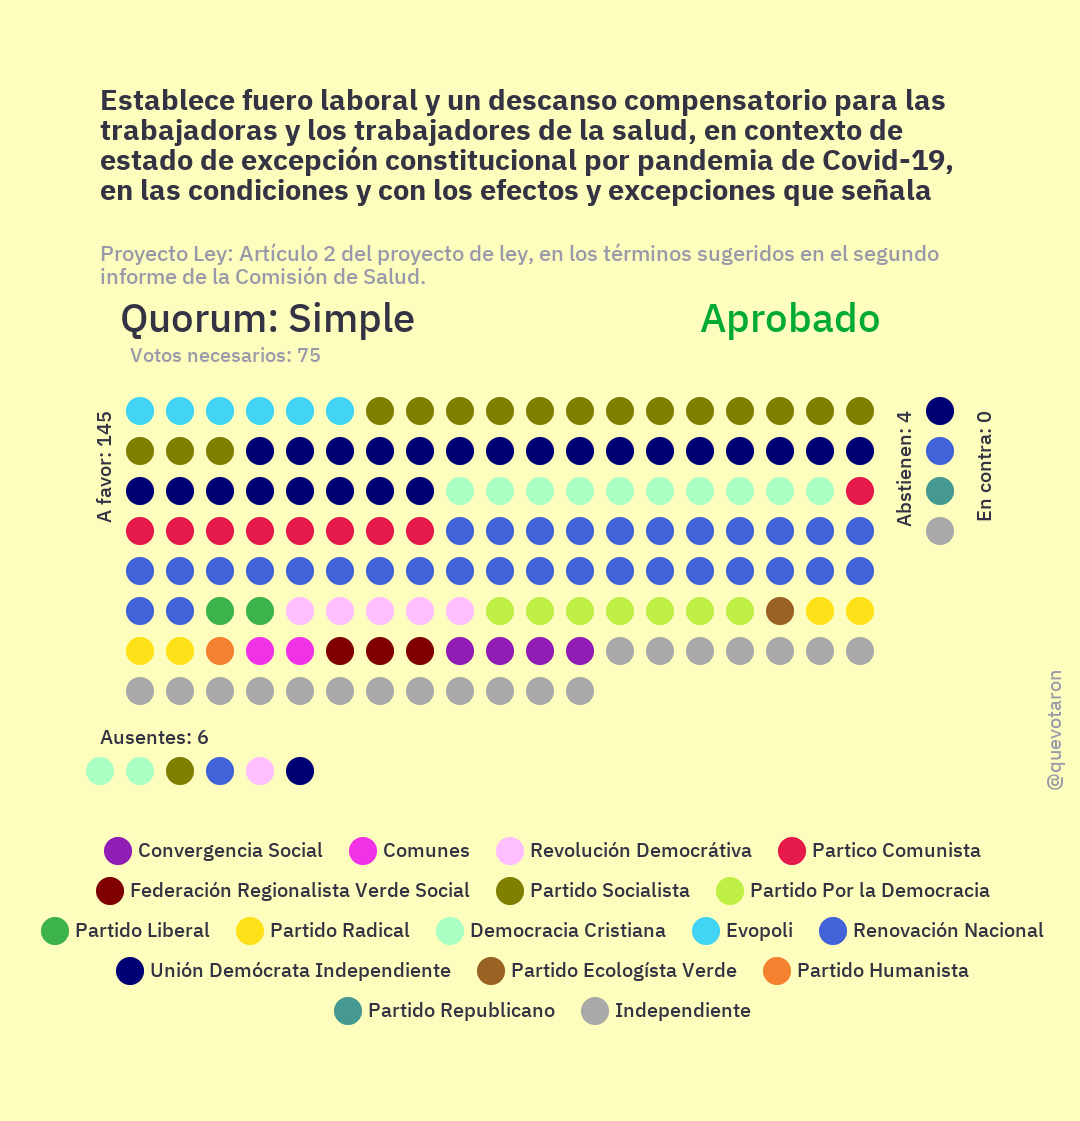 Establece fuero laboral y un descanso compensatorio para las
trabajadoras y los trabajadores de la salud, en contexto de
estado de excepción constitucional por pandemia de Covid-19,
en las condiciones y con los efectos y excepciones que señala
Proyecto Ley: Artículo 2 del proyecto de ley, en los términos sugeridos en el segundo
informe de la Comisión de Salud.
Quorum: Simple
Aprobado
Votos necesarios: 75
A favor: 145
Abstienen: 4
En contra: 0
Ausentes: 6
@quevotaron
Convergencia Social
Comunes
Revolución Democrátiva
Partico Comunista
Federación Regionalista Verde Social
Partido Socialista
Partido Por la Democracia
Partido Liberal
Partido Radical
Democracia Cristiana
Evopoli
Renovación Nacional
Unión Demócrata Independiente
Partido Ecologísta Verde
Partido Humanista
Partido Republicano
Independiente